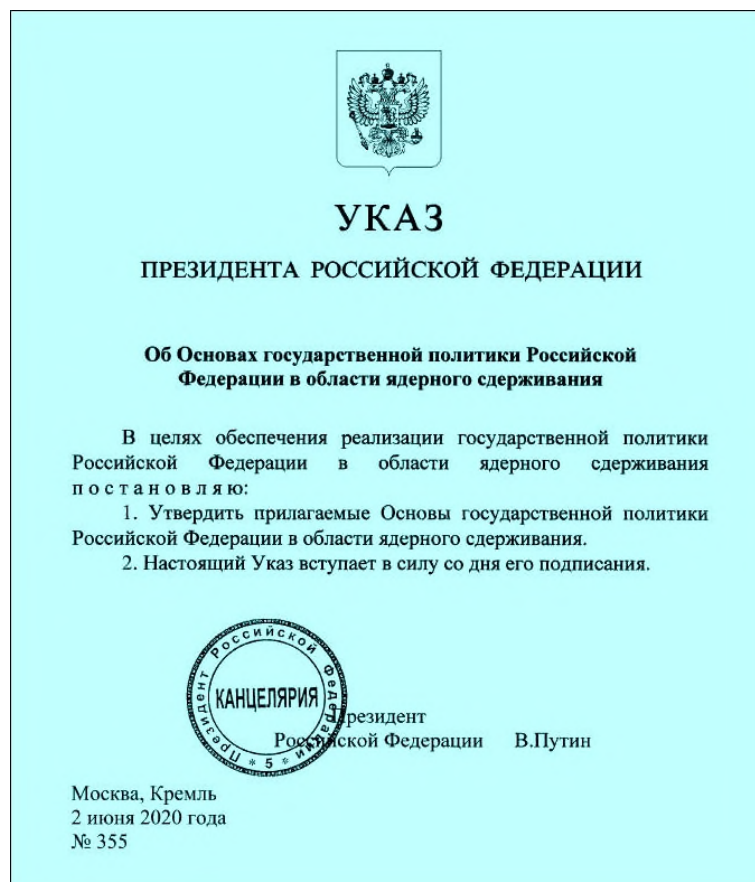 УКАЗ
ПРЕЗИДЕНТА РОССИЙСКОЙ ФЕДЕРАЦИИ
Об Основах государственной политики Российской
Федерации в области ядерного сдерживания
В целях обеспечения реализации государственной политики
Российской Федерации в области ядерного сдерживания
п о с т а н о в л я ю:
1. Утвердить прилагаемые Основы государственной политики
Российской Федерации в области ядерного сдерживания.
2. Настоящий Указ вступает в силу со дня его подписания.
Президент Российской Федерации
* 5 *
КАНЦЕЛЯРИЯ
Президент
Российской Федерации В.Путин
Москва, Кремль
2 июня 2020 года
№ 355